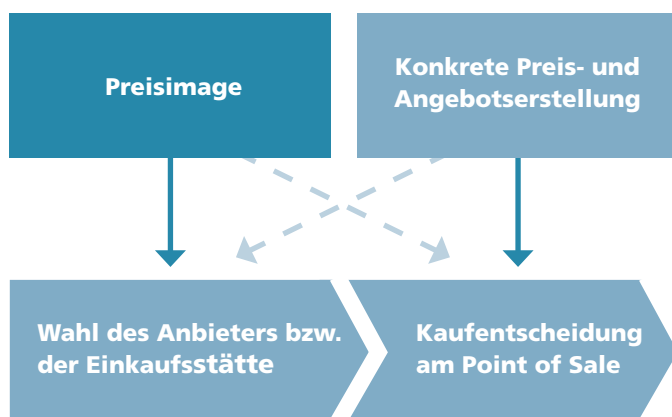 Preisimage
Konkrete Preis- und
Angebotserstellung
Wahl des Anbieters bzw.
der Einkaufsstätte
Kaufentscheidung
am Point of Sale